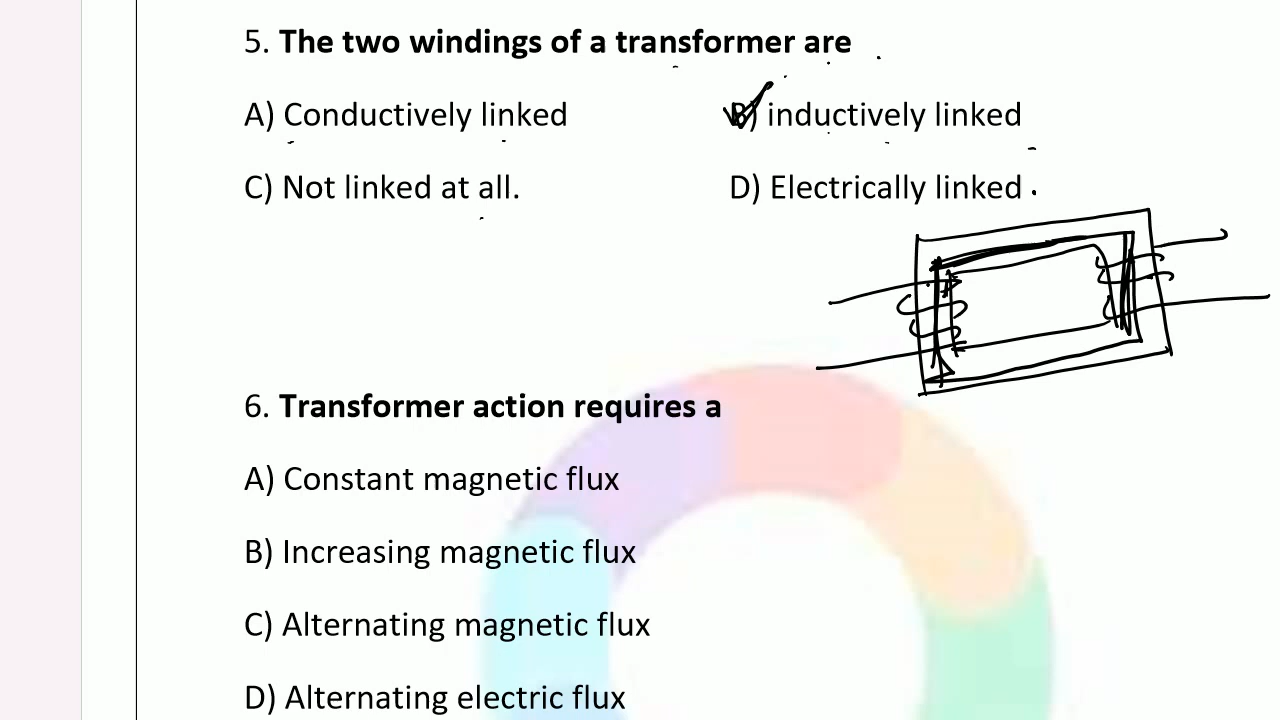 5. The two windings of a transformer are
A) Conductively linked B) inductively linked
C) Not linked at all. D) Electrically linked
6. Transformer action requires a
A) Constant magnetic flux
B) Increasing magnetic flux
C) Alternating magnetic flux
D) Alternating electric flux